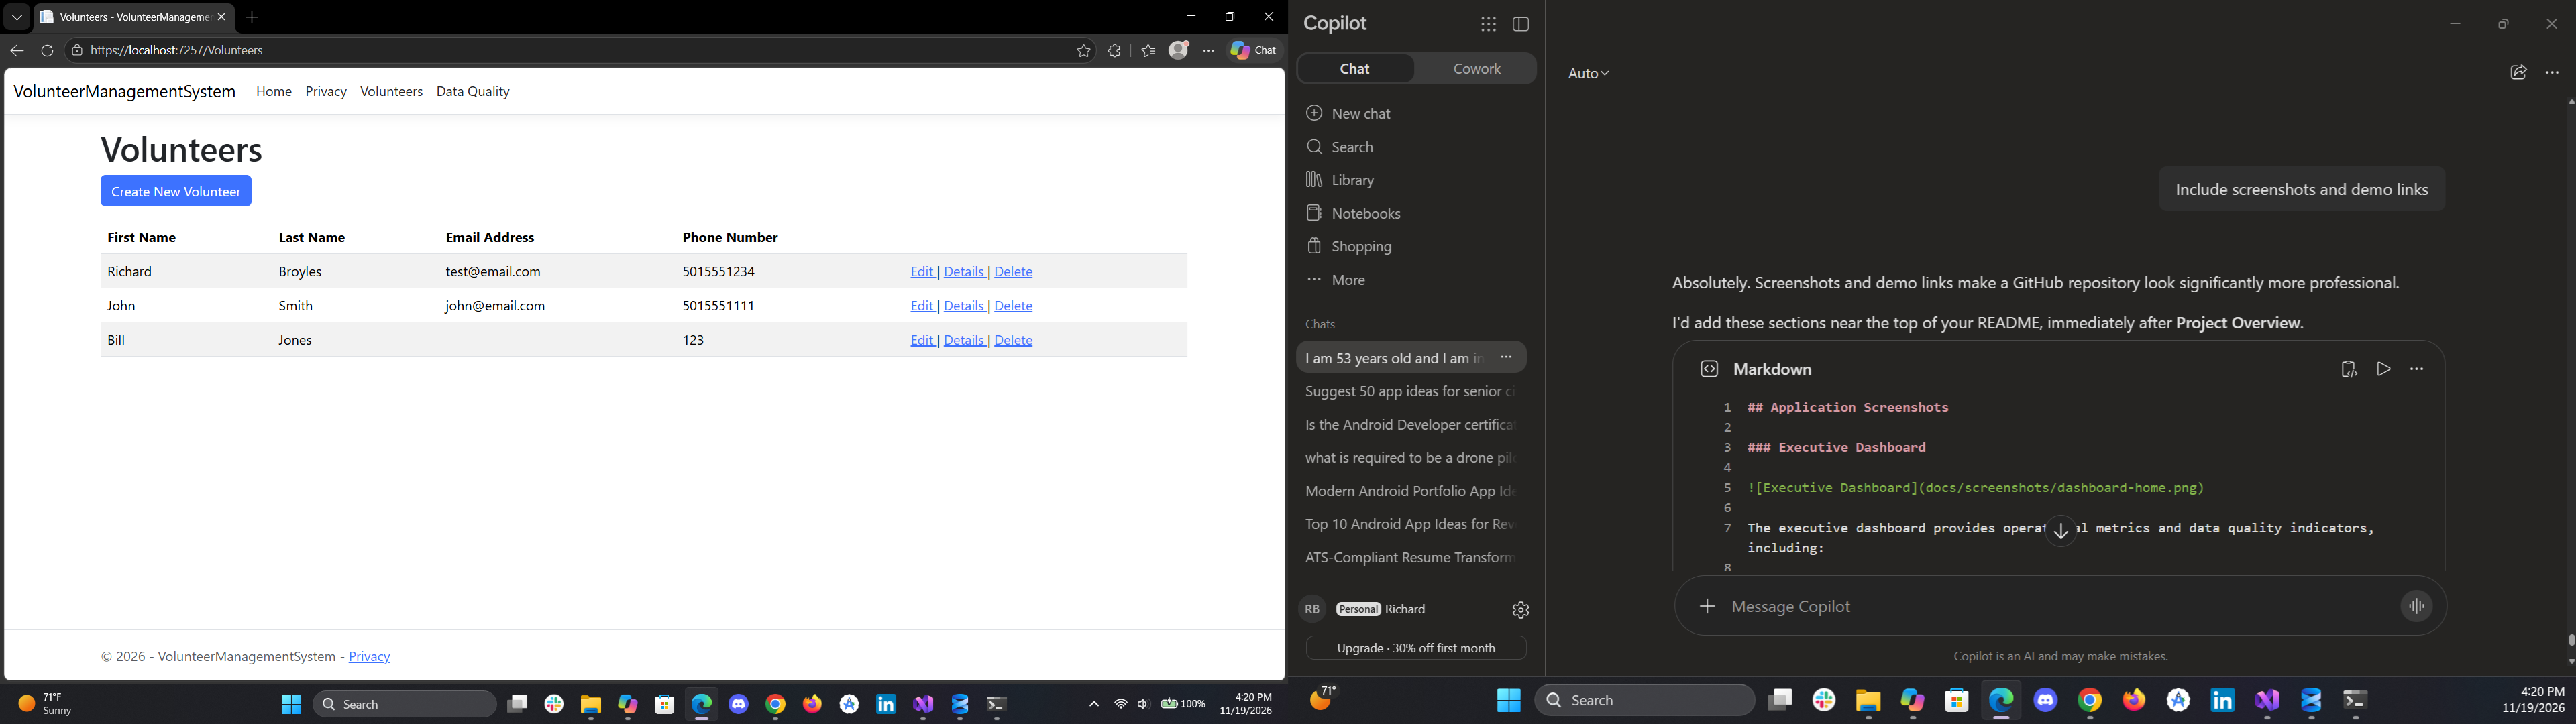 Volunteers - VolunteerManageme
https://localhost:7257/Volunteers
Chat
VolunteerManagementSystem Home Privacy Volunteers Data Quality
Volunteers
Create New Volunteer
First Name Last Name Email Address Phone Number
Richard Broyles test@email.com 5015551234 Edit | Details | Delete
John Smith john@email.com 5015551111 Edit | Details | Delete
Bill Jones 123 Edit | Details | Delete
© 2026 - VolunteerManagementSystem - Privacy
71°F
Sunny
Search
100%
4:20 PM
11/19/2026
Copilot
Chat Cowork
New chat
Search
Library
Notebooks
Shopping
More
Chats
I am 53 years old and I am in
Suggest 50 app ideas for senior ci
Is the Android Developer certificat
what is required to be a drone pilo
Modern Android Portfolio App Ide
Top 10 Android App Ideas for Rev
ATS-Compliant Resume Transform
RB Personal Richard
Upgrade · 30% off first month
Auto
Include screenshots and demo links
Absolutely. Screenshots and demo links make a GitHub repository look significantly more professional.
I'd add these sections near the top of your README, immediately after Project Overview.
Markdown
1 ## Application Screenshots
2
3 ### Executive Dashboard
4
5 ![Executive Dashboard](docs/screenshots/dashboard-home.png)
6
7 The executive dashboard provides operat al metrics and data quality indicators,
including:
8
Message Copilot
Copilot is an AI and may make mistakes.
71°
Search
4:20 PM
11/19/2026